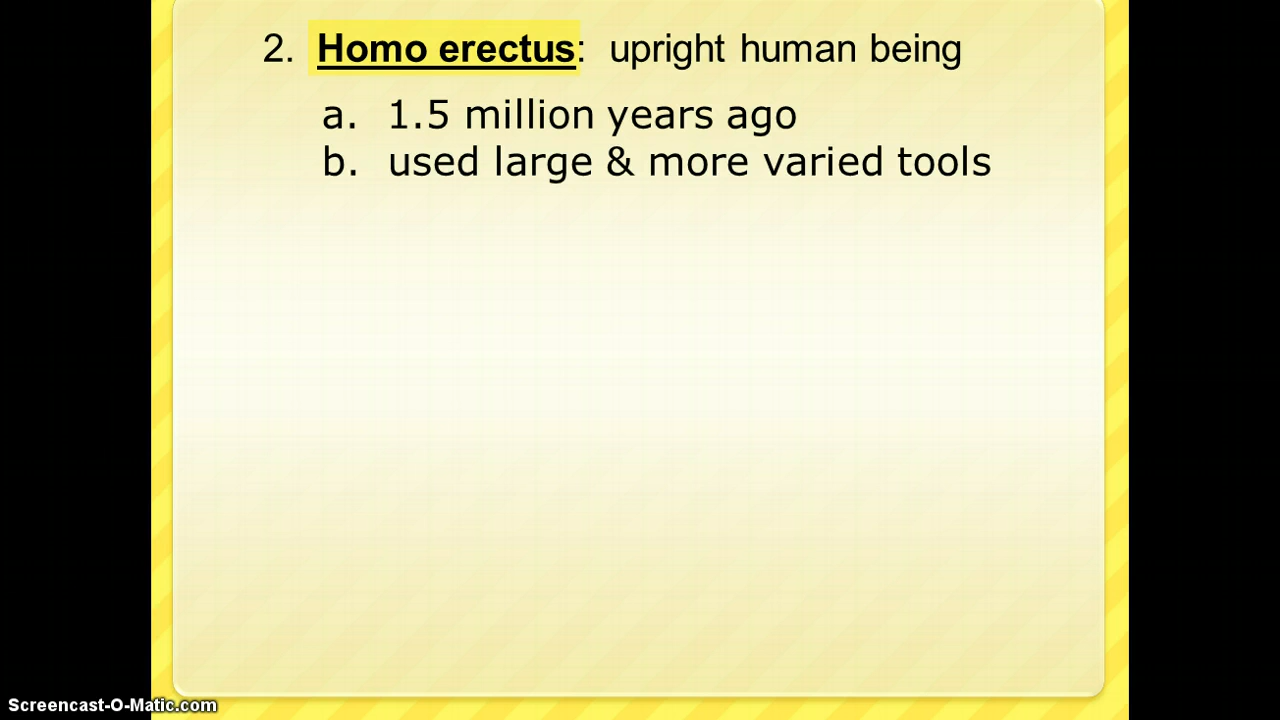 2. Homo erectus: upright human being
a. 1.5 million years ago
b. used large & more varied tools
Screencast-O-Matic.com